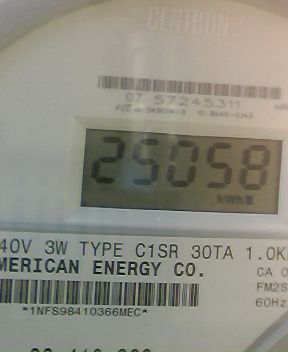 CENTRON
07 57245311
25058
kWh
40V 3W TYPE C1SR 30TA 1.0K
MERICAN ENERGY CO.
CA 0
FM2S
60Hz
*1NFS98410366MEC*